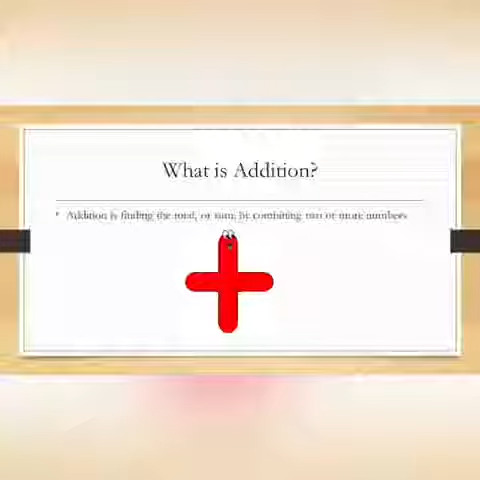 What is Addition?
• Addition is finding the total, or sum, by combining two or more numbers